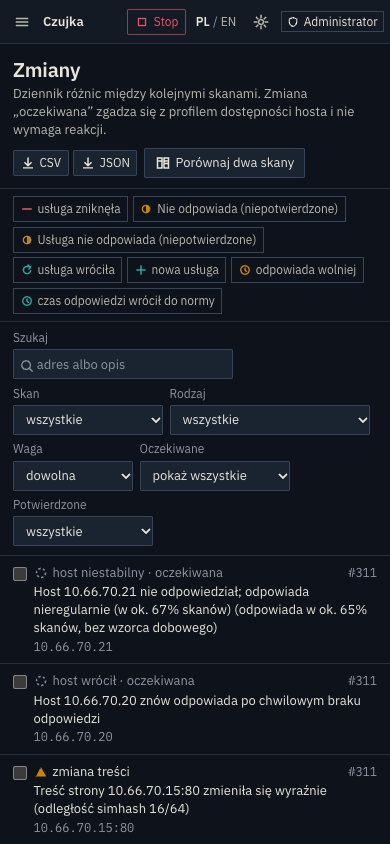 Czujka Stop PL / EN Administrator
Zmiany
Dziennik różnic między kolejnymi skanami. Zmiana
„oczekiwana” zgadza się z profilem dostępności hosta i nie
wymaga reakcji.
CSV JSON Porównaj dwa skany
usługa zniknęła Nie odpowiada (niepotwierdzone)
Usługa nie odpowiada (niepotwierdzone)
usługa wróciła nowa usługa odpowiada wolniej
czas odpowiedzi wrócił do normy
Szukaj
adres albo opis
Skan Rodzaj
wszystkie wszystkie
Waga Oczekiwane
dowolna pokaż wszystkie
Potwierdzone
wszystkie
host niestabilny · oczekiwana #311
Host 10.66.70.21 nie odpowiedział; odpowiada
nieregularnie (w ok. 67% skanów) (odpowiada w ok. 65%
skanów, bez wzorca dobowego)
10.66.70.21
host wrócił · oczekiwana #311
Host 10.66.70.20 znów odpowiada po chwilowym braku
odpowiedzi
10.66.70.20
zmiana treści #311
Treść strony 10.66.70.15:80 zmieniła się wyraźnie
(odległość simhash 16/64)
10.66.70.15:80